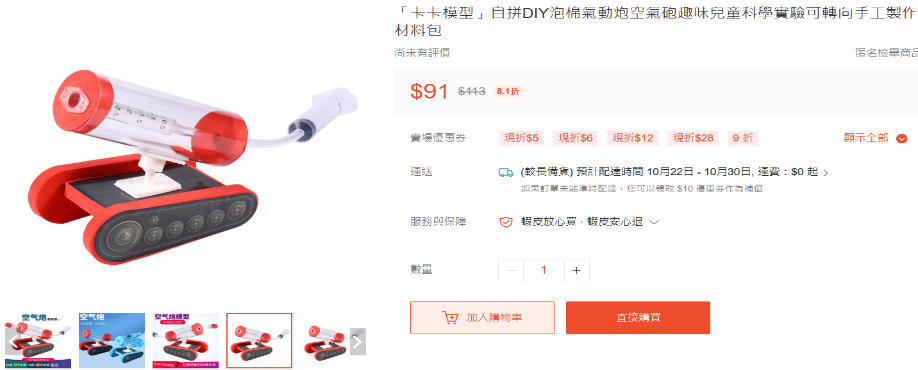 「卡卡模型」自拼DIY泡棉氣動炮空氣砲趣味兒童科學實驗可轉向手工製作
材料包
尚未有評價
匿名檢舉商品
$91 $113 8.1折
賣場優惠券 現折$5 現折$6 現折$12 現折$28 9 折 顯示全部
運送 (較長備貨) 預計配達時間 10月22日 - 10月30日, 運費：$0 起
如果訂單未能準時配達，您可以領取 $10 優惠券作為補償
服務與保障 蝦皮放心買．蝦皮安心退
數量 1
加入購物車 直接購買
空气炮 空气炮 空气炮模型